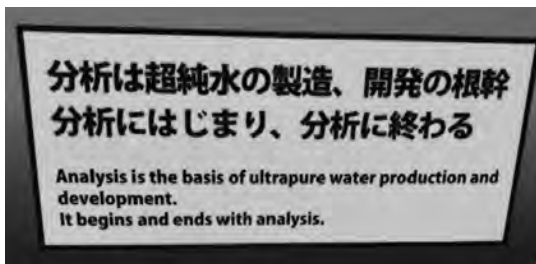 分析は超純水の製造、開発の根幹
分析にはじまり、分析に終わる
Analysis is the basis of ultrapure water production and
development.
It begins and ends with analysis.